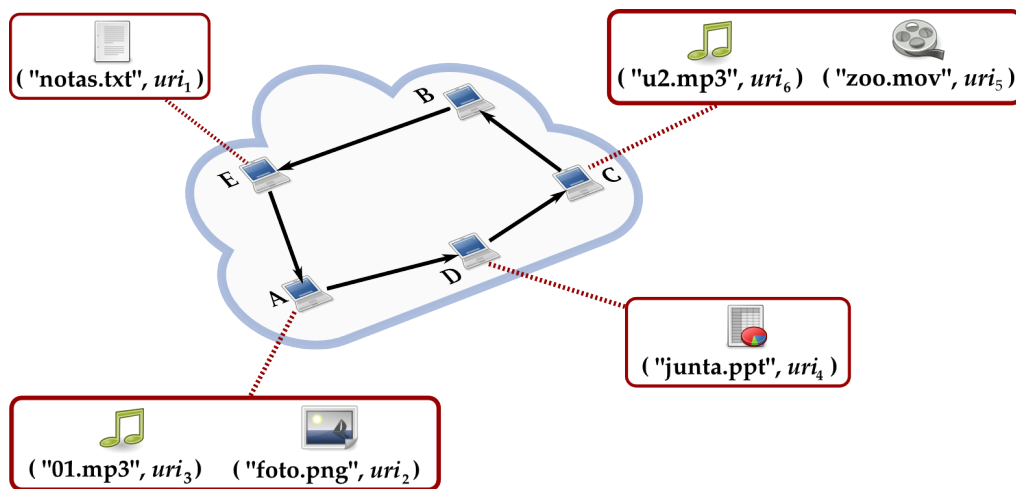 ("notas.txt", uri1)
("u2.mp3", uri6) ("zoo.mov", uri5)
B
E
C
D
A
("junta.ppt", uri4)
("01.mp3", uri3) ("foto.png", uri2)